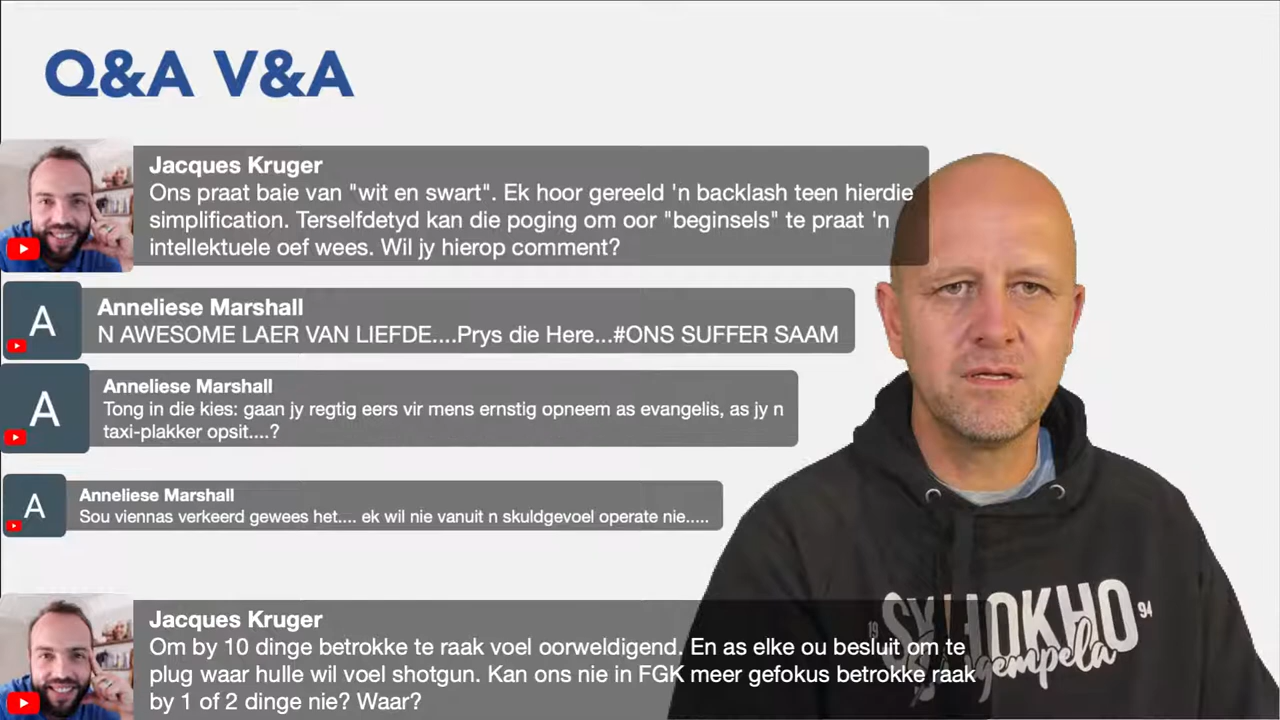 Q&A V&A
Jacques Kruger
Ons praat baie van "wit en swart". Ek hoor gereeld 'n backlash teen hierdie
simplification. Terselfdetyd kan die poging om oor "beginsels" te praat 'n
intellektuele oef wees. Wil jy hierop comment?
A
Anneliese Marshall
N AWESOME LAER VAN LIEFDE....Prys die Here...#ONS SUFFER SAAM
A
Anneliese Marshall
Tong in die kies: gaan jy regtig eers vir mens ernstig opneem as evangelis, as jy n
taxi-plakker opsit....?
A
Anneliese Marshall
Sou viennas verkeerd gewees het.... ek wil nie vanuit n skuldgevoel operate nie.....
Jacques Kruger
Om by 10 dinge betrokke te raak voel oorweldigend. En as elke ou besluit om te
plug waar hulle wil voel shotgun. Kan ons nie in FGK meer gefokus betrokke raak
by 1 of 2 dinge nie? Waar?
19 94